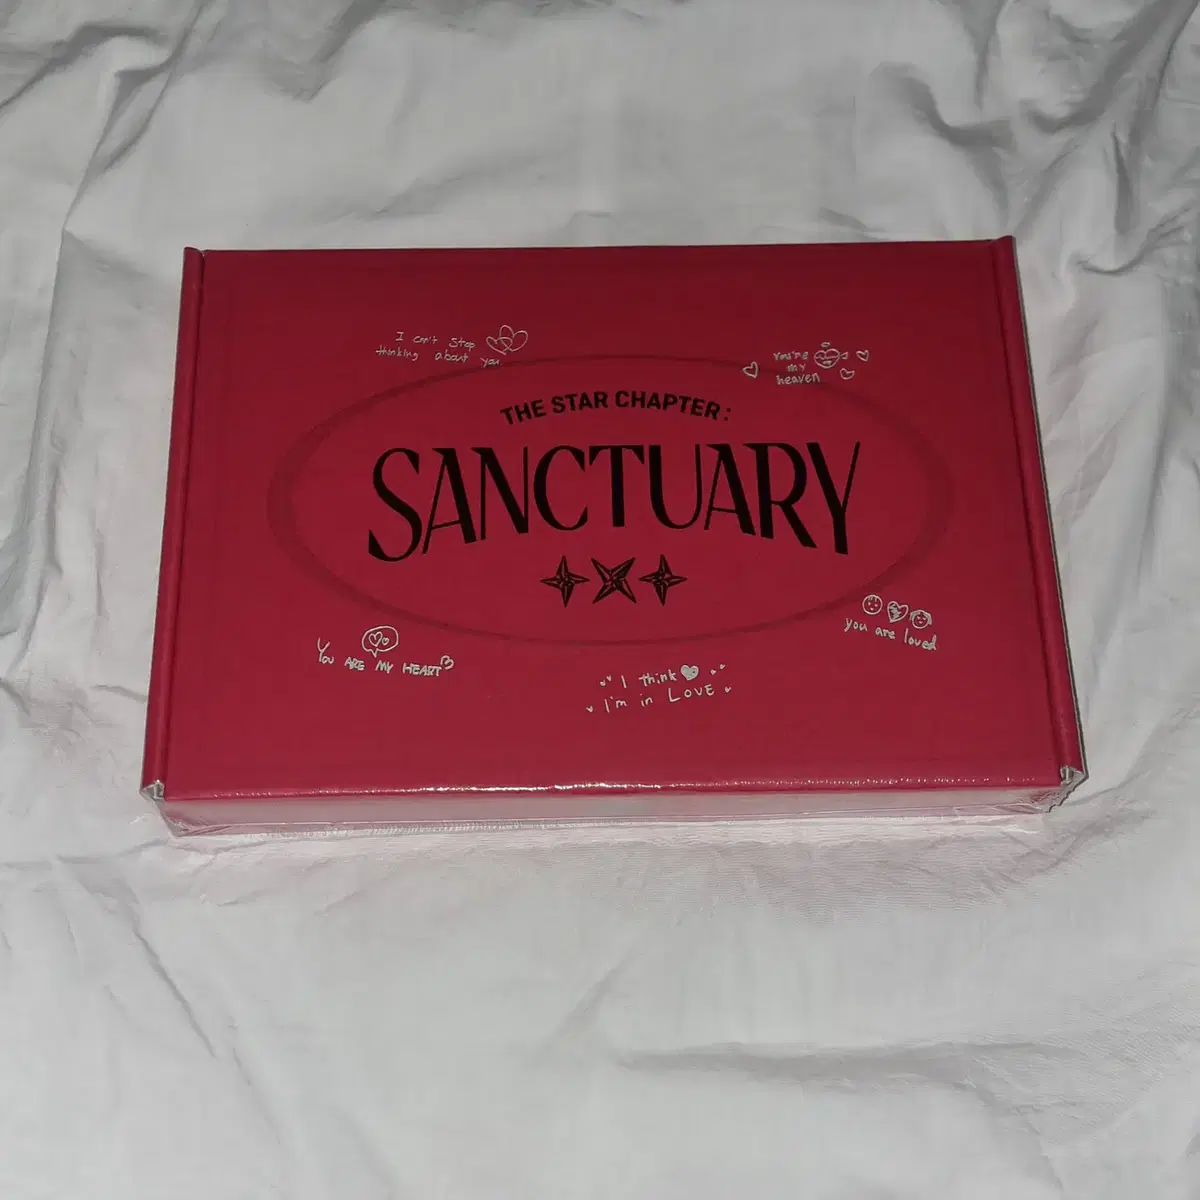 I can't stop
thinking about you
You're
my
heaven
THE STAR CHAPTER:
SANCTUARY
You ARE MY HEART
you are loved
I think
I'm in LOVE